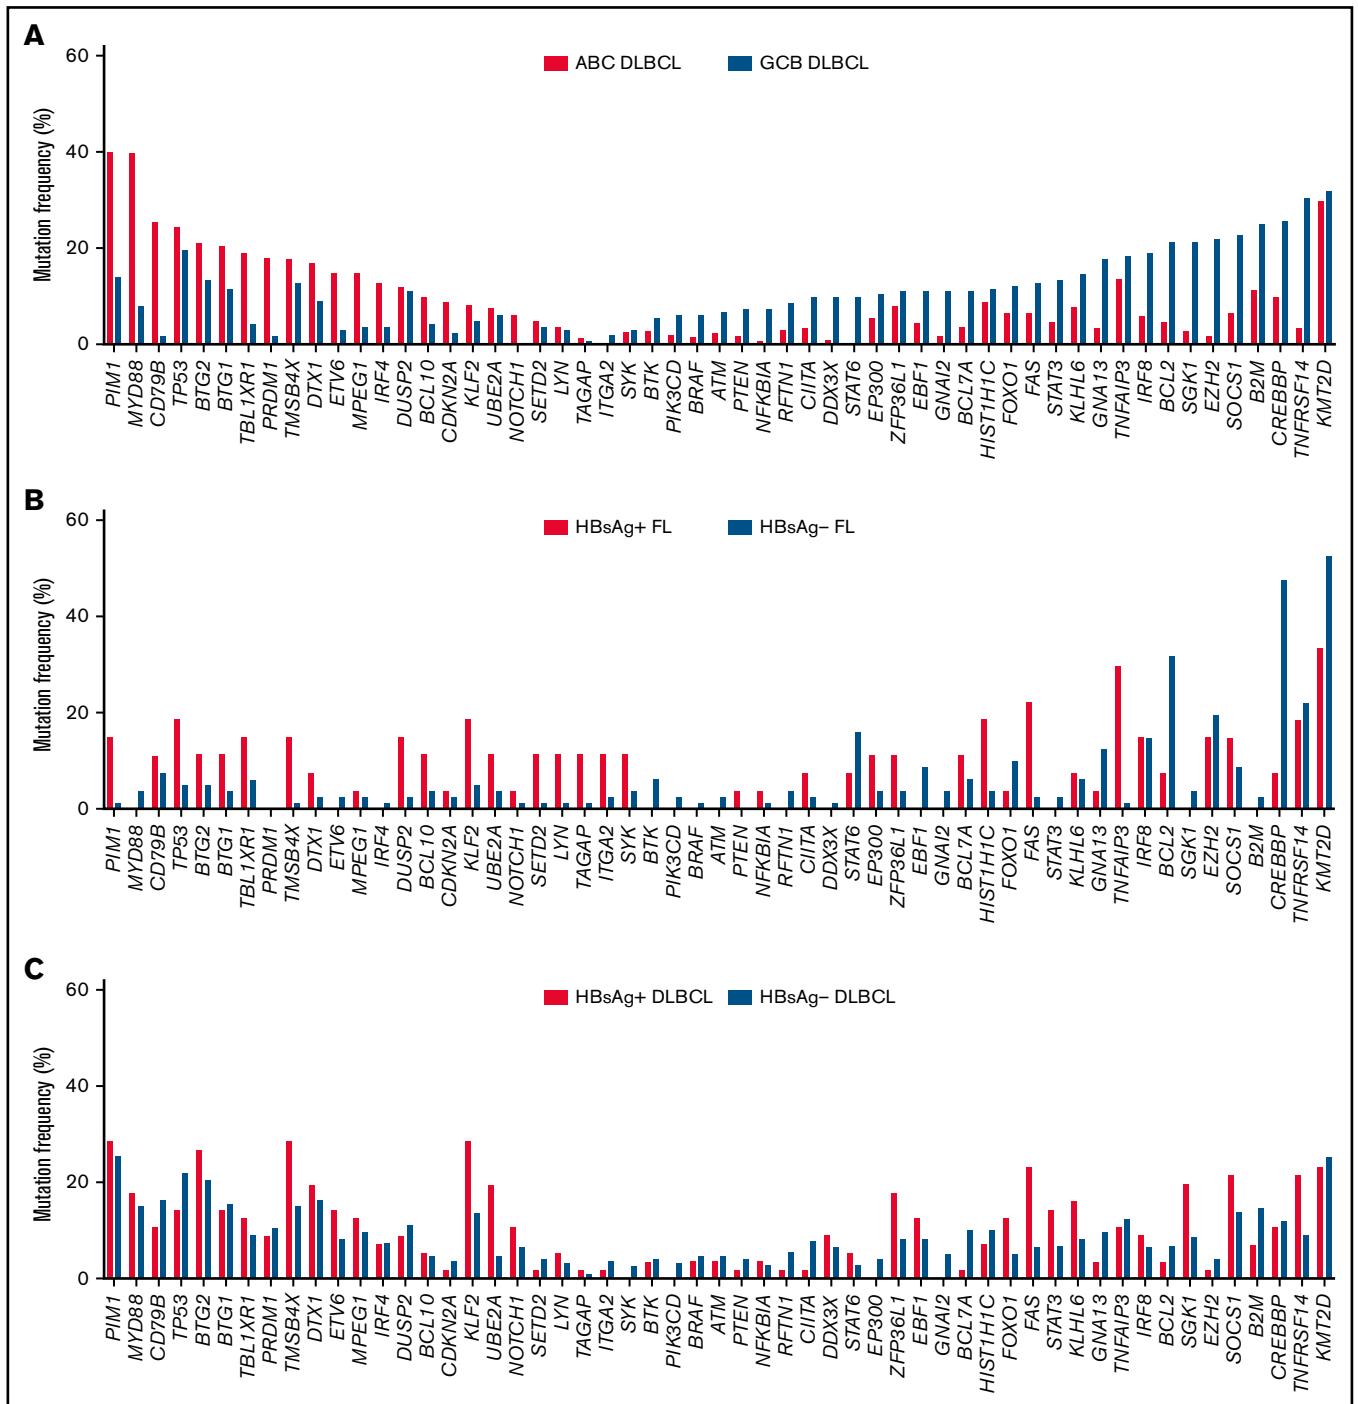 A
Mutation frequency (%)
60
40
20
0
ABC DLBCL
GCB DLBCL
PIM1
MYD88
CD79B
TP53
BTG2
BTG1
TBL1XR1
PRDM1
TMSB4X
DTX1
ETV6
MPEG1
IRF4
DUSP2
BCL10
CDKN2A
KLF2
UBE2A
NOTCH1
SETD2
LYN
TAGAP
ITGA2
SYK
BTK
PIK3CD
BRAF
ATM
PTEN
NFKBIA
RFTN1
CIITA
DDX3X
STAT6
EP300
ZFP36L1
EBF1
GNAI2
BCL7A
HIST1H1C
FOXO1
FAS
STAT3
KLHL6
GNA13
TNFAIP3
IRF8
BCL2
SGK1
EZH2
SOCS1
B2M
CREBBP
TNFRSF14
KMT2D
B
Mutation frequency (%)
60
40
20
0
HBsAg+ FL
HBsAg− FL
PIM1
MYD88
CD79B
TP53
BTG2
BTG1
TBL1XR1
PRDM1
TMSB4X
DTX1
ETV6
MPEG1
IRF4
DUSP2
BCL10
CDKN2A
KLF2
UBE2A
NOTCH1
SETD2
LYN
TAGAP
ITGA2
SYK
BTK
PIK3CD
BRAF
ATM
PTEN
NFKBIA
RFTN1
CIITA
DDX3X
STAT6
EP300
ZFP36L1
EBF1
GNAI2
BCL7A
HIST1H1C
FOXO1
FAS
STAT3
KLHL6
GNA13
TNFAIP3
IRF8
BCL2
SGK1
EZH2
SOCS1
B2M
CREBBP
TNFRSF14
KMT2D
C
Mutation frequency (%)
60
40
20
0
HBsAg+ DLBCL
HBsAg− DLBCL
PIM1
MYD88
CD79B
TP53
BTG2
BTG1
TBL1XR1
PRDM1
TMSB4X
DTX1
ETV6
MPEG1
IRF4
DUSP2
BCL10
CDKN2A
KLF2
UBE2A
NOTCH1
SETD2
LYN
TAGAP
ITGA2
SYK
BTK
PIK3CD
BRAF
ATM
PTEN
NFKBIA
RFTN1
CIITA
DDX3X
STAT6
EP300
ZFP36L1
EBF1
GNAI2
BCL7A
HIST1H1C
FOXO1
FAS
STAT3
KLHL6
GNA13
TNFAIP3
IRF8
BCL2
SGK1
EZH2
SOCS1
B2M
CREBBP
TNFRSF14
KMT2D